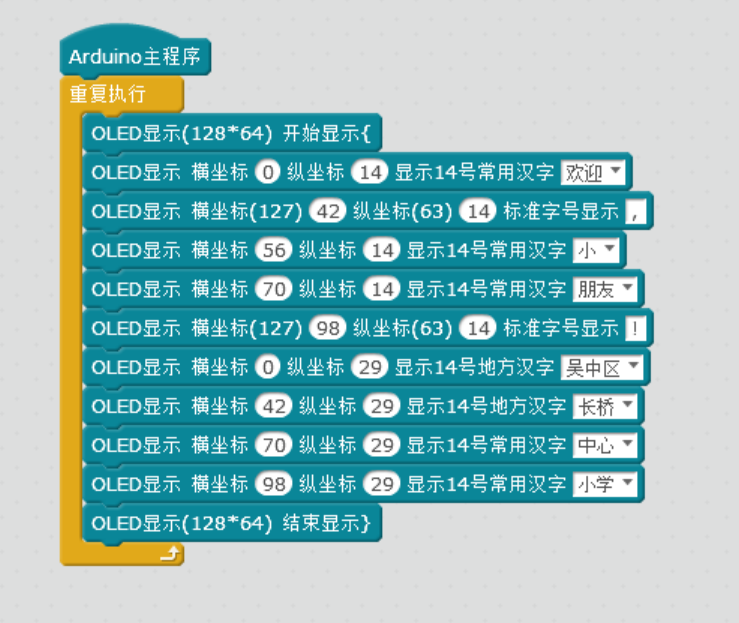 Arduino主程序
重复执行
OLED显示(128*64) 开始显示{
OLED显示 横坐标 0 纵坐标 14 显示14号常用汉字 欢迎
OLED显示 横坐标(127) 42 纵坐标(63) 14 标准字号显示 ,
OLED显示 横坐标 56 纵坐标 14 显示14号常用汉字 小
OLED显示 横坐标 70 纵坐标 14 显示14号常用汉字 朋友
OLED显示 横坐标(127) 98 纵坐标(63) 14 标准字号显示 !
OLED显示 横坐标 0 纵坐标 29 显示14号地方汉字 吴中区
OLED显示 横坐标 42 纵坐标 29 显示14号地方汉字 长桥
OLED显示 横坐标 70 纵坐标 29 显示14号常用汉字 中心
OLED显示 横坐标 98 纵坐标 29 显示14号常用汉字 小学
OLED显示(128*64) 结束显示}